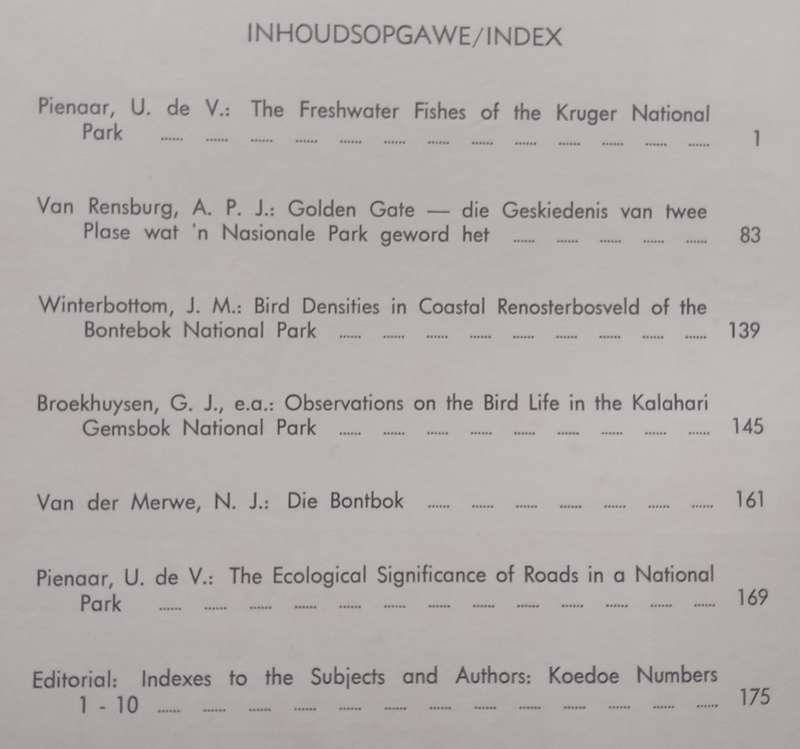 INHOUDSOPGAWE/INDEX
Pienaar, U. de V.: The Freshwater Fishes of the Kruger National
Park ...... ...... ...... ...... ...... ...... ...... ...... ...... ...... ...... ...... ...... 1
Van Rensburg, A. P. J.: Golden Gate — die Geskiedenis van twee
Plase wat 'n Nasionale Park geword het ...... ...... ...... ...... ...... 83
Winterbottom, J. M.: Bird Densities in Coastal Renosterbosveld of the
Bontebok National Park ...... ...... ...... ...... ...... ...... ...... ...... ...... 139
Broekhuysen, G. J., e.a.: Observations on the Bird Life in the Kalahari
Gemsbok National Park ...... ...... ...... ...... ...... ...... ...... ...... ...... 145
Van der Merwe, N. J.: Die Bontbok ...... ...... ...... ...... ...... ...... ...... 161
Pienaar, U. de V.: The Ecological Significance of Roads in a National
Park ...... ...... ...... ...... ...... ...... ...... ...... ...... ...... ...... ...... ...... 169
Editorial: Indexes to the Subjects and Authors: Koedoe Numbers
1 - 10 ...... ...... ...... ...... ...... ...... ...... ...... ...... ...... ...... ...... ...... 175